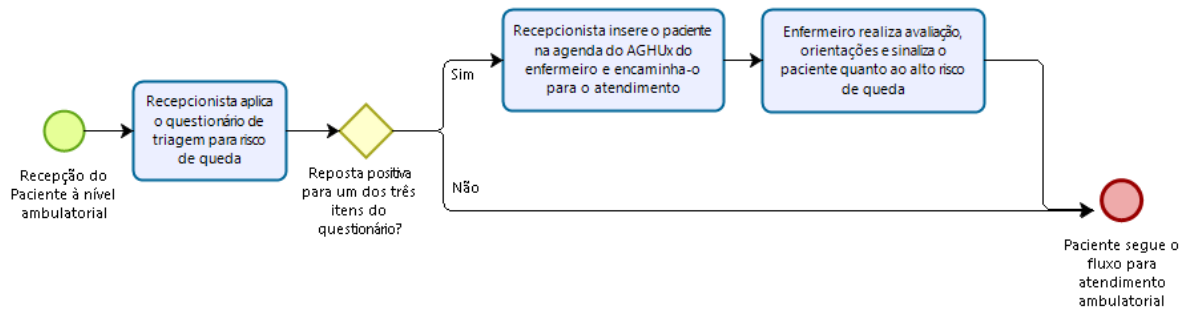 Recepção do
Paciente à nível
ambulatorial
Recepcionista aplica
o questionário de
triagem para risco
de queda
Reposta positiva
para um dos três
itens do
questionário?
Sim
Recepcionista insere o paciente
na agenda do AGHUx do
enfermeiro e encaminha-o
para o atendimento
Enfermeiro realiza avaliação,
orientações e sinaliza o
paciente quanto ao alto risco
de queda
Não
Paciente segue o
fluxo para
atendimento
ambulatorial